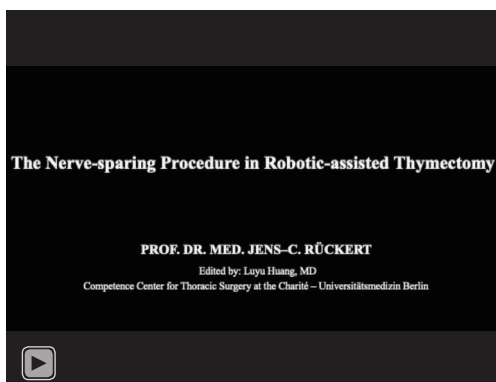 The Nerve-sparing Procedure in Robotic-assisted Thymectomy
PROF. DR. MED. JENS–C. RÜCKERT
Edited by: Luyu Huang, MD
Competence Center for Thoracic Surgery at the Charité – Universitätsmedizin Berlin